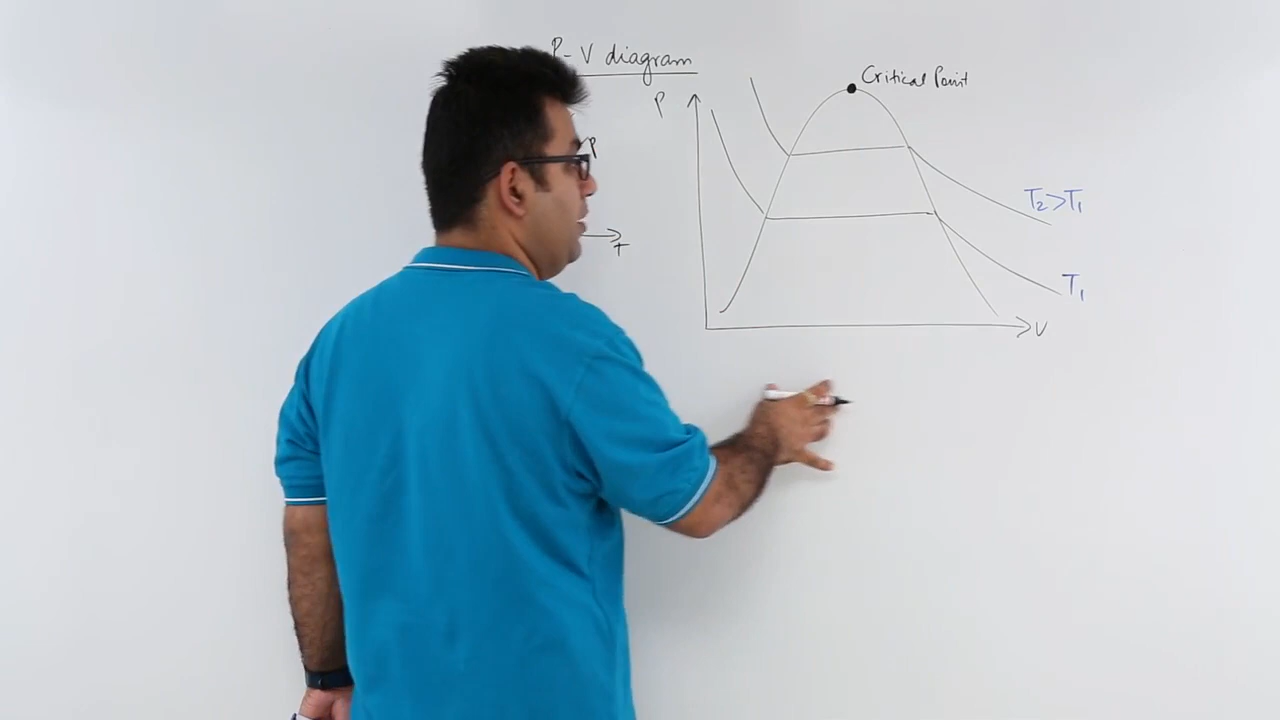 P-V diagram
P
Critical Point
P
T₂>T₁
T
T₁
V